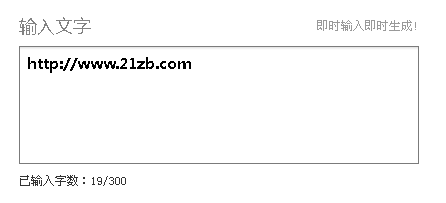 输入文字 即时输入即时生成!
http://www.21zb.com
已输入字数：19/300